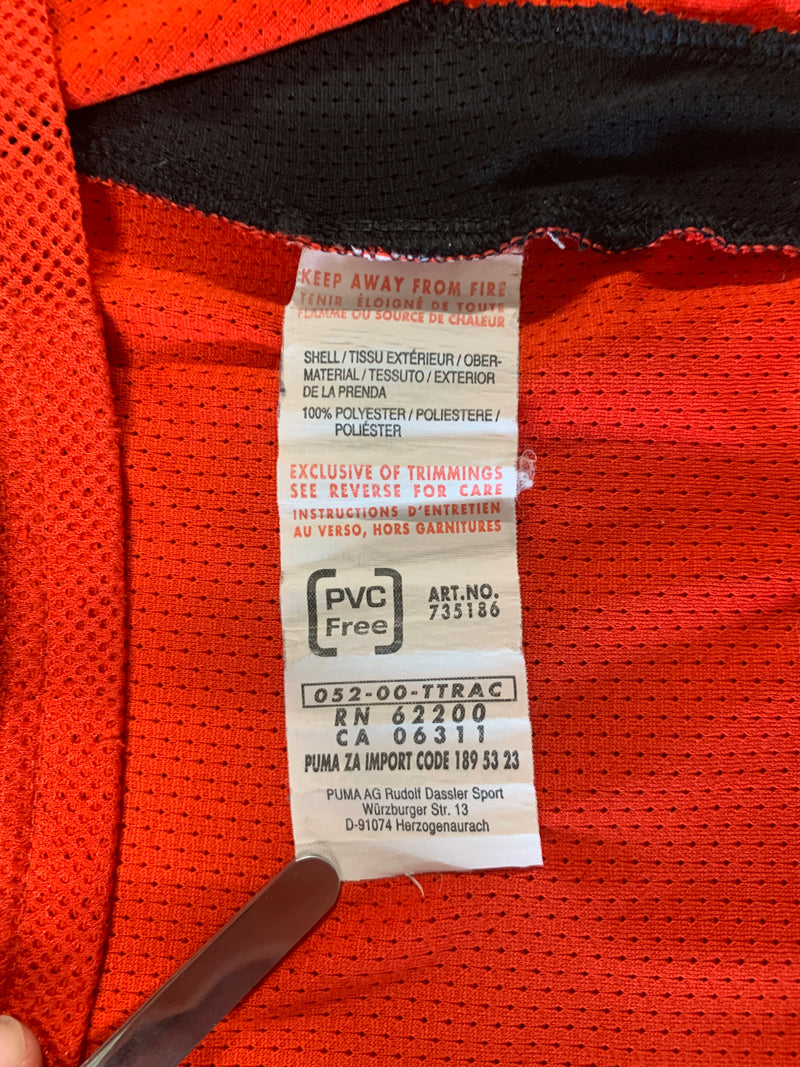 KEEP AWAY FROM FIRE
TENIR ÉLOIGNÉ DE TOUTE
FLAMME OU SOURCE DE CHALEUR
SHELL / TISSU EXTÉRIEUR / OBER-
MATERIAL / TESSUTO / EXTERIOR
DE LA PRENDA
100% POLYESTER / POLIESTERE /
POLIÉSTER
EXCLUSIVE OF TRIMMINGS
SEE REVERSE FOR CARE
INSTRUCTIONS D'ENTRETIEN
AU VERSO, HORS GARNITURES
PVC
Free
ART.NO.
735186
052-00-TTRAC
RN 62200
CA 06311
PUMA ZA IMPORT CODE 189 53 23
PUMA AG Rudolf Dassler Sport
Würzburger Str. 13
D-91074 Herzogenaurach